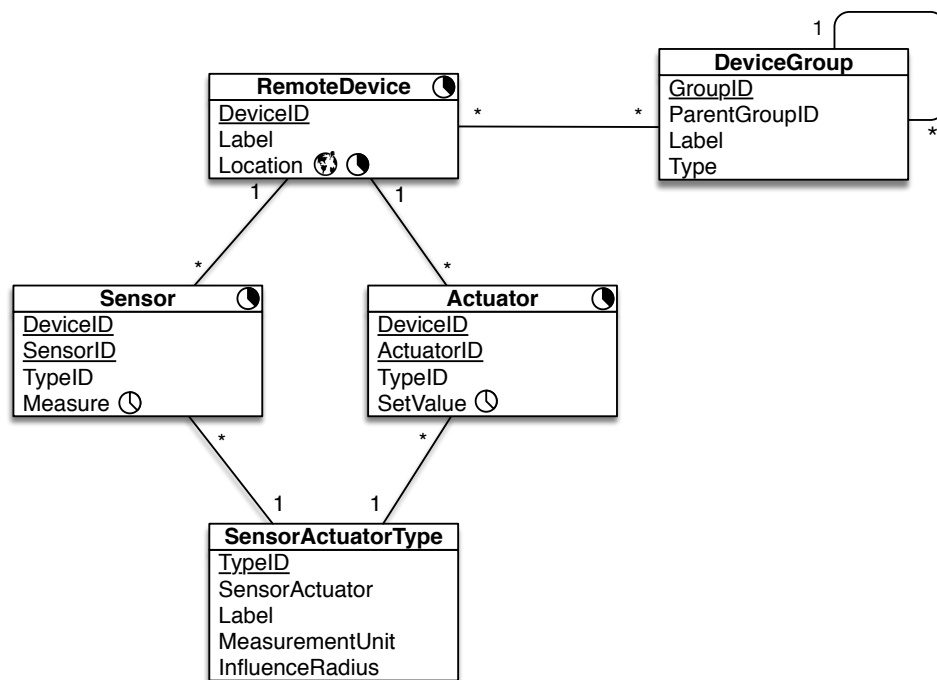 1
DeviceGroup
GroupID
ParentGroupID
Label
Type
*
RemoteDevice
DeviceID
Label
Location
*
*
1
1
*
*
Sensor
DeviceID
SensorID
TypeID
Measure
Actuator
DeviceID
ActuatorID
TypeID
SetValue
*
*
1
1
SensorActuatorType
TypeID
SensorActuator
Label
MeasurementUnit
InfluenceRadius